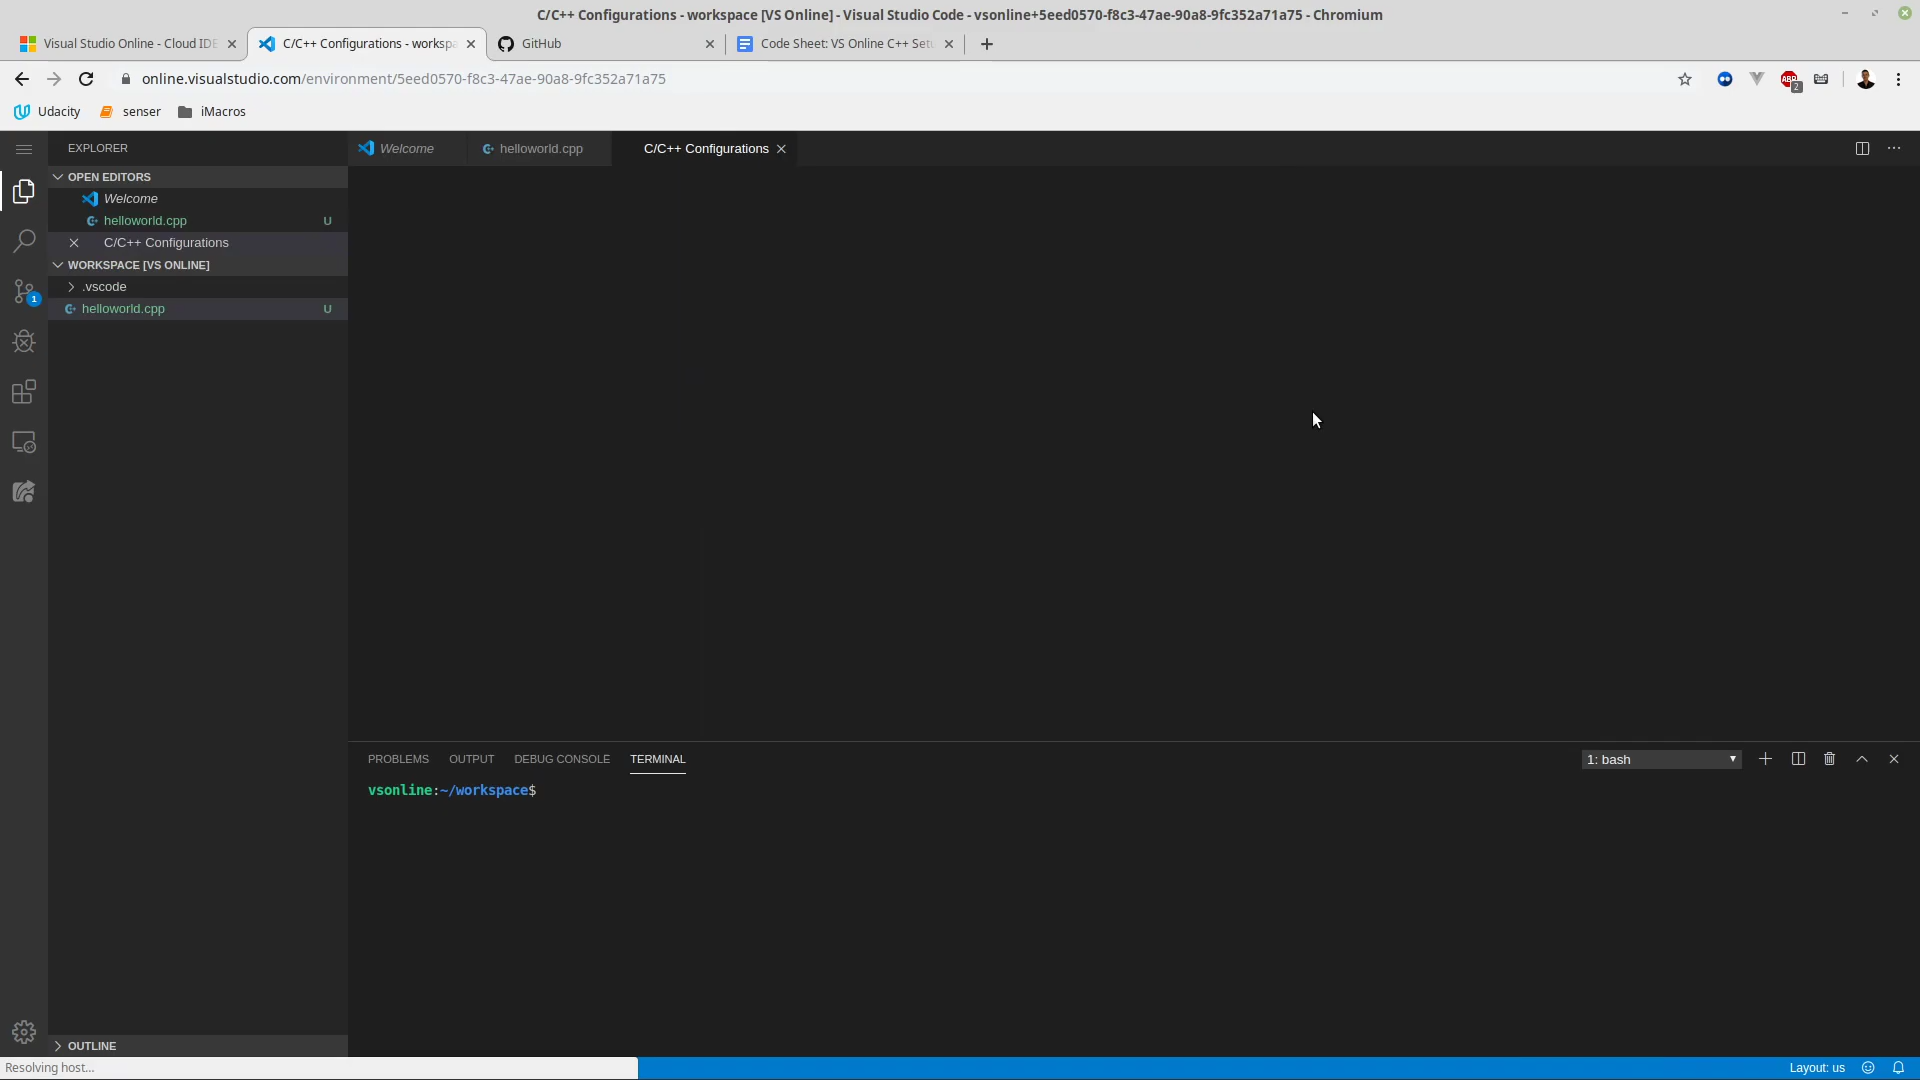 C/C++ Configurations - workspace [VS Online] - Visual Studio Code - vsonline+5eed0570-f8c3-47ae-90a8-9fc352a71a75 - Chromium
Visual Studio Online - Cloud IDE
C/C++ Configurations - workspa
GitHub
Code Sheet: VS Online C++ Set
online.visualstudio.com/environment/5eed0570-f8c3-47ae-90a8-9fc352a71a75
ABP
2
Udacity
senser
iMacros
EXPLORER
Welcome
helloworld.cpp
C/C++ Configurations
OPEN EDITORS
Welcome
helloworld.cpp U
C/C++ Configurations
WORKSPACE [VS ONLINE]
.vscode
helloworld.cpp U
1
PROBLEMS
OUTPUT
DEBUG CONSOLE
TERMINAL
1: bash
vsonline:~/workspace$
OUTLINE
Resolving host...
Layout: us